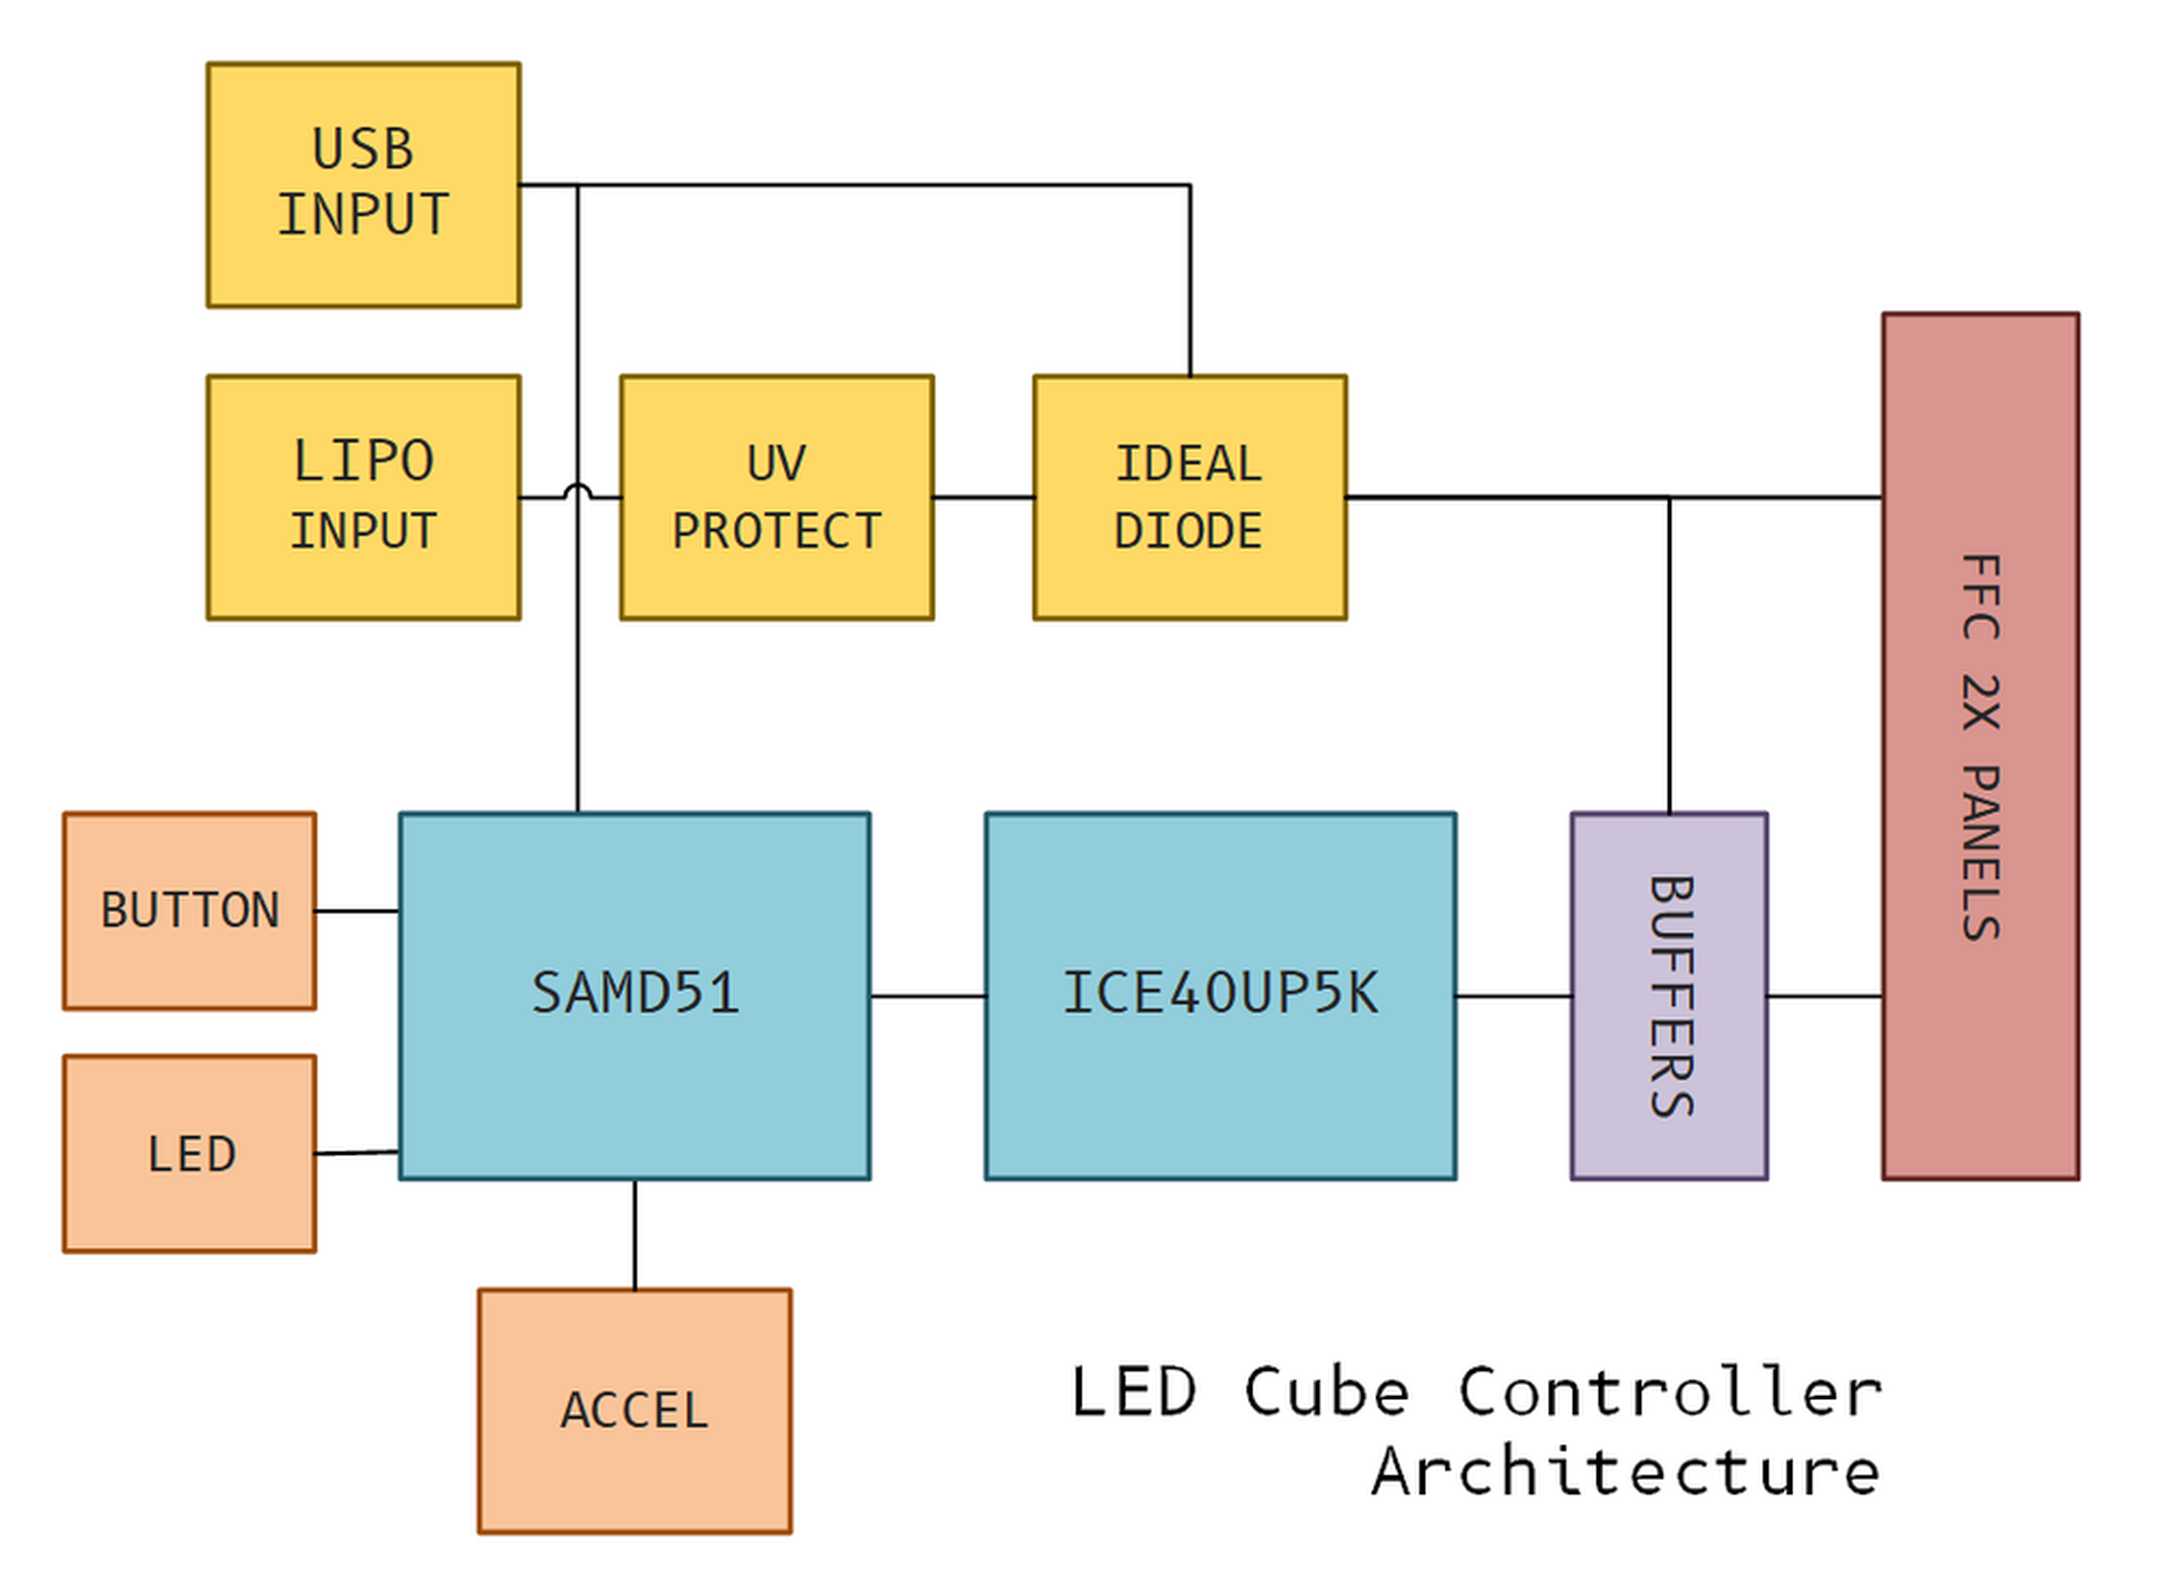 USB
INPUT
LIPO
INPUT
UV
PROTECT
IDEAL
DIODE
FFC 2X PANELS
BUTTON
SAMD51
ICE40UP5K
BUFFERS
LED
ACCEL
LED Cube Controller
Architecture